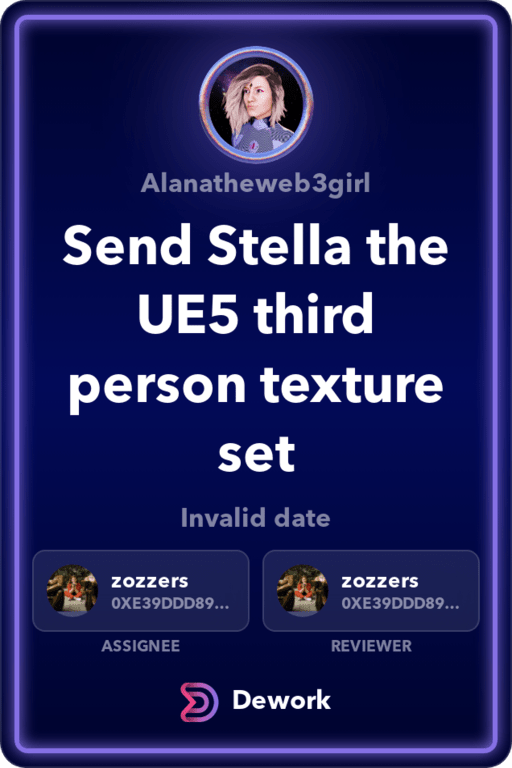 Alanatheweb3girl
Send Stella the
UE5 third
person texture
set
Invalid date
zozzers
0XE39DDD89...
ASSIGNEE
zozzers
0XE39DDD89...
REVIEWER
Dework